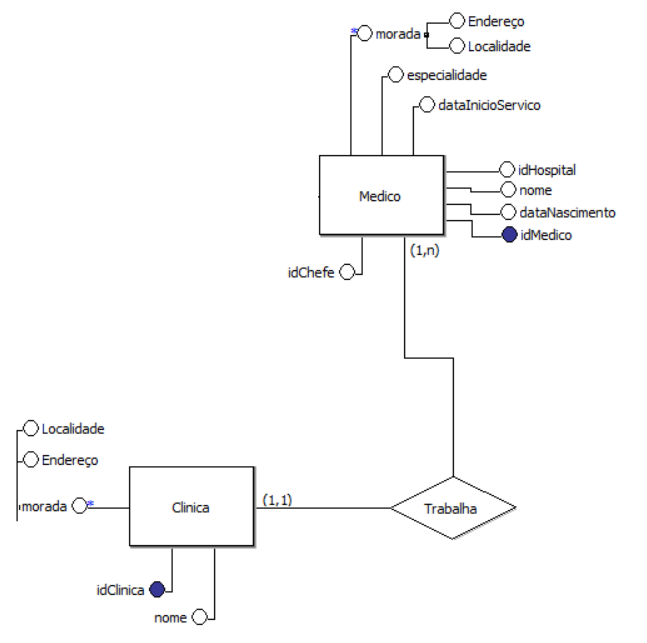 * morada
Endereço
Localidade
especialidade
dataInicioServico
Medico
idHospital
nome
dataNascimento
idMedico
idChefe
(1,n)
Localidade
Endereço
morada *
Clinica
(1,1)
Trabalha
idClinica
nome